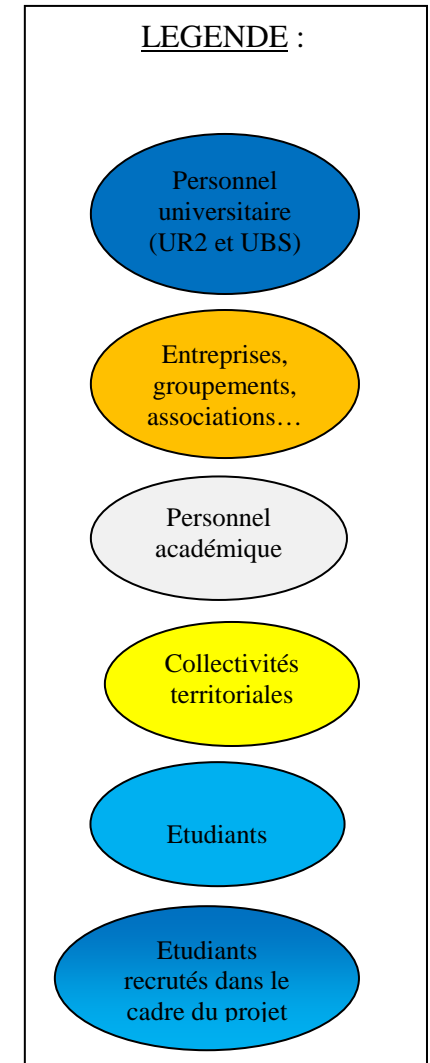 LEGENDE :
Personnel
universitaire
(UR2 et UBS)
Entreprises,
groupements,
associations…
Personnel
académique
Collectivités
territoriales
Etudiants
Etudiants
recrutés dans le
cadre du projet